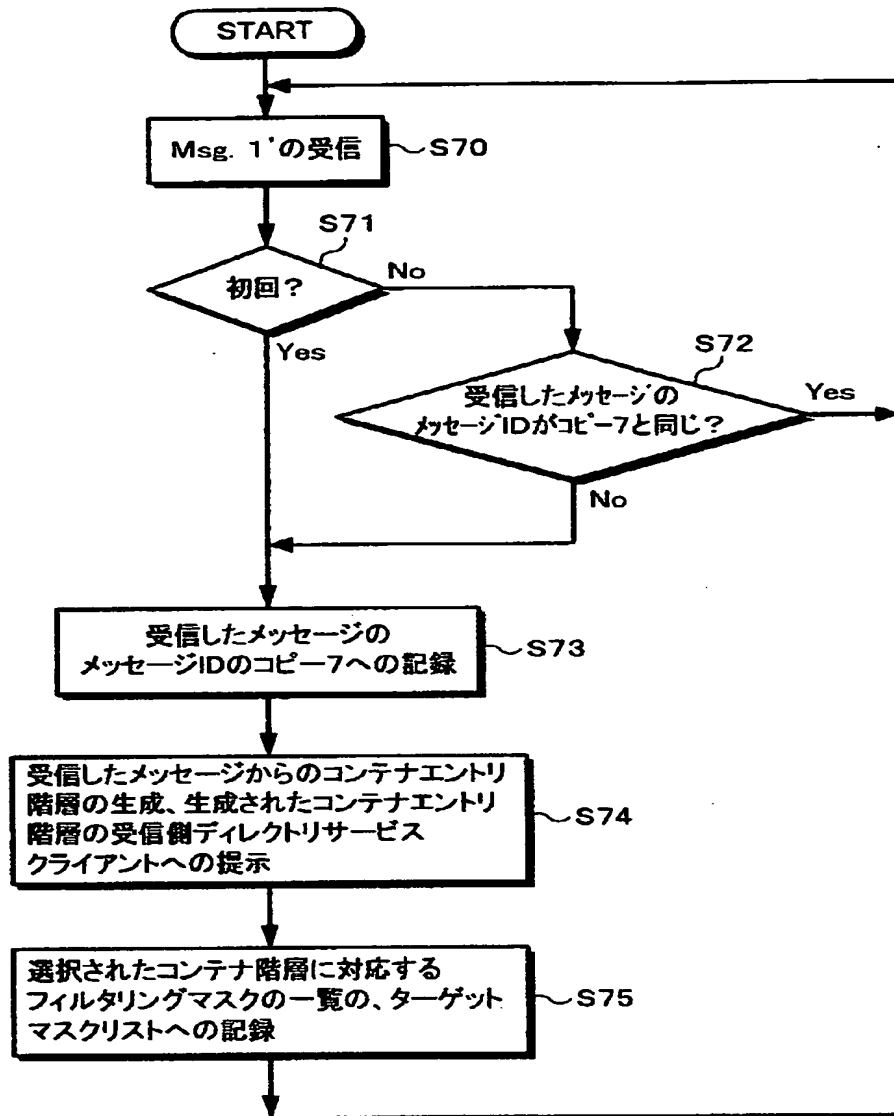 START
Msg. 1'の受信
S70
S71
初回？
No
Yes
S72
受信したメッセージの
メッセージIDがコピー7と同じ？
Yes
No
受信したメッセージの
メッセージIDのコピー7への記録
S73
受信したメッセージからのコンテナエントリ
階層の生成、生成されたコンテナエントリ
階層の受信側ディレクトリサービス
クライアントへの提示
S74
選択されたコンテナ階層に対応する
フィルタリングマスクの一覧の、ターゲット
マスクリストへの記録
S75